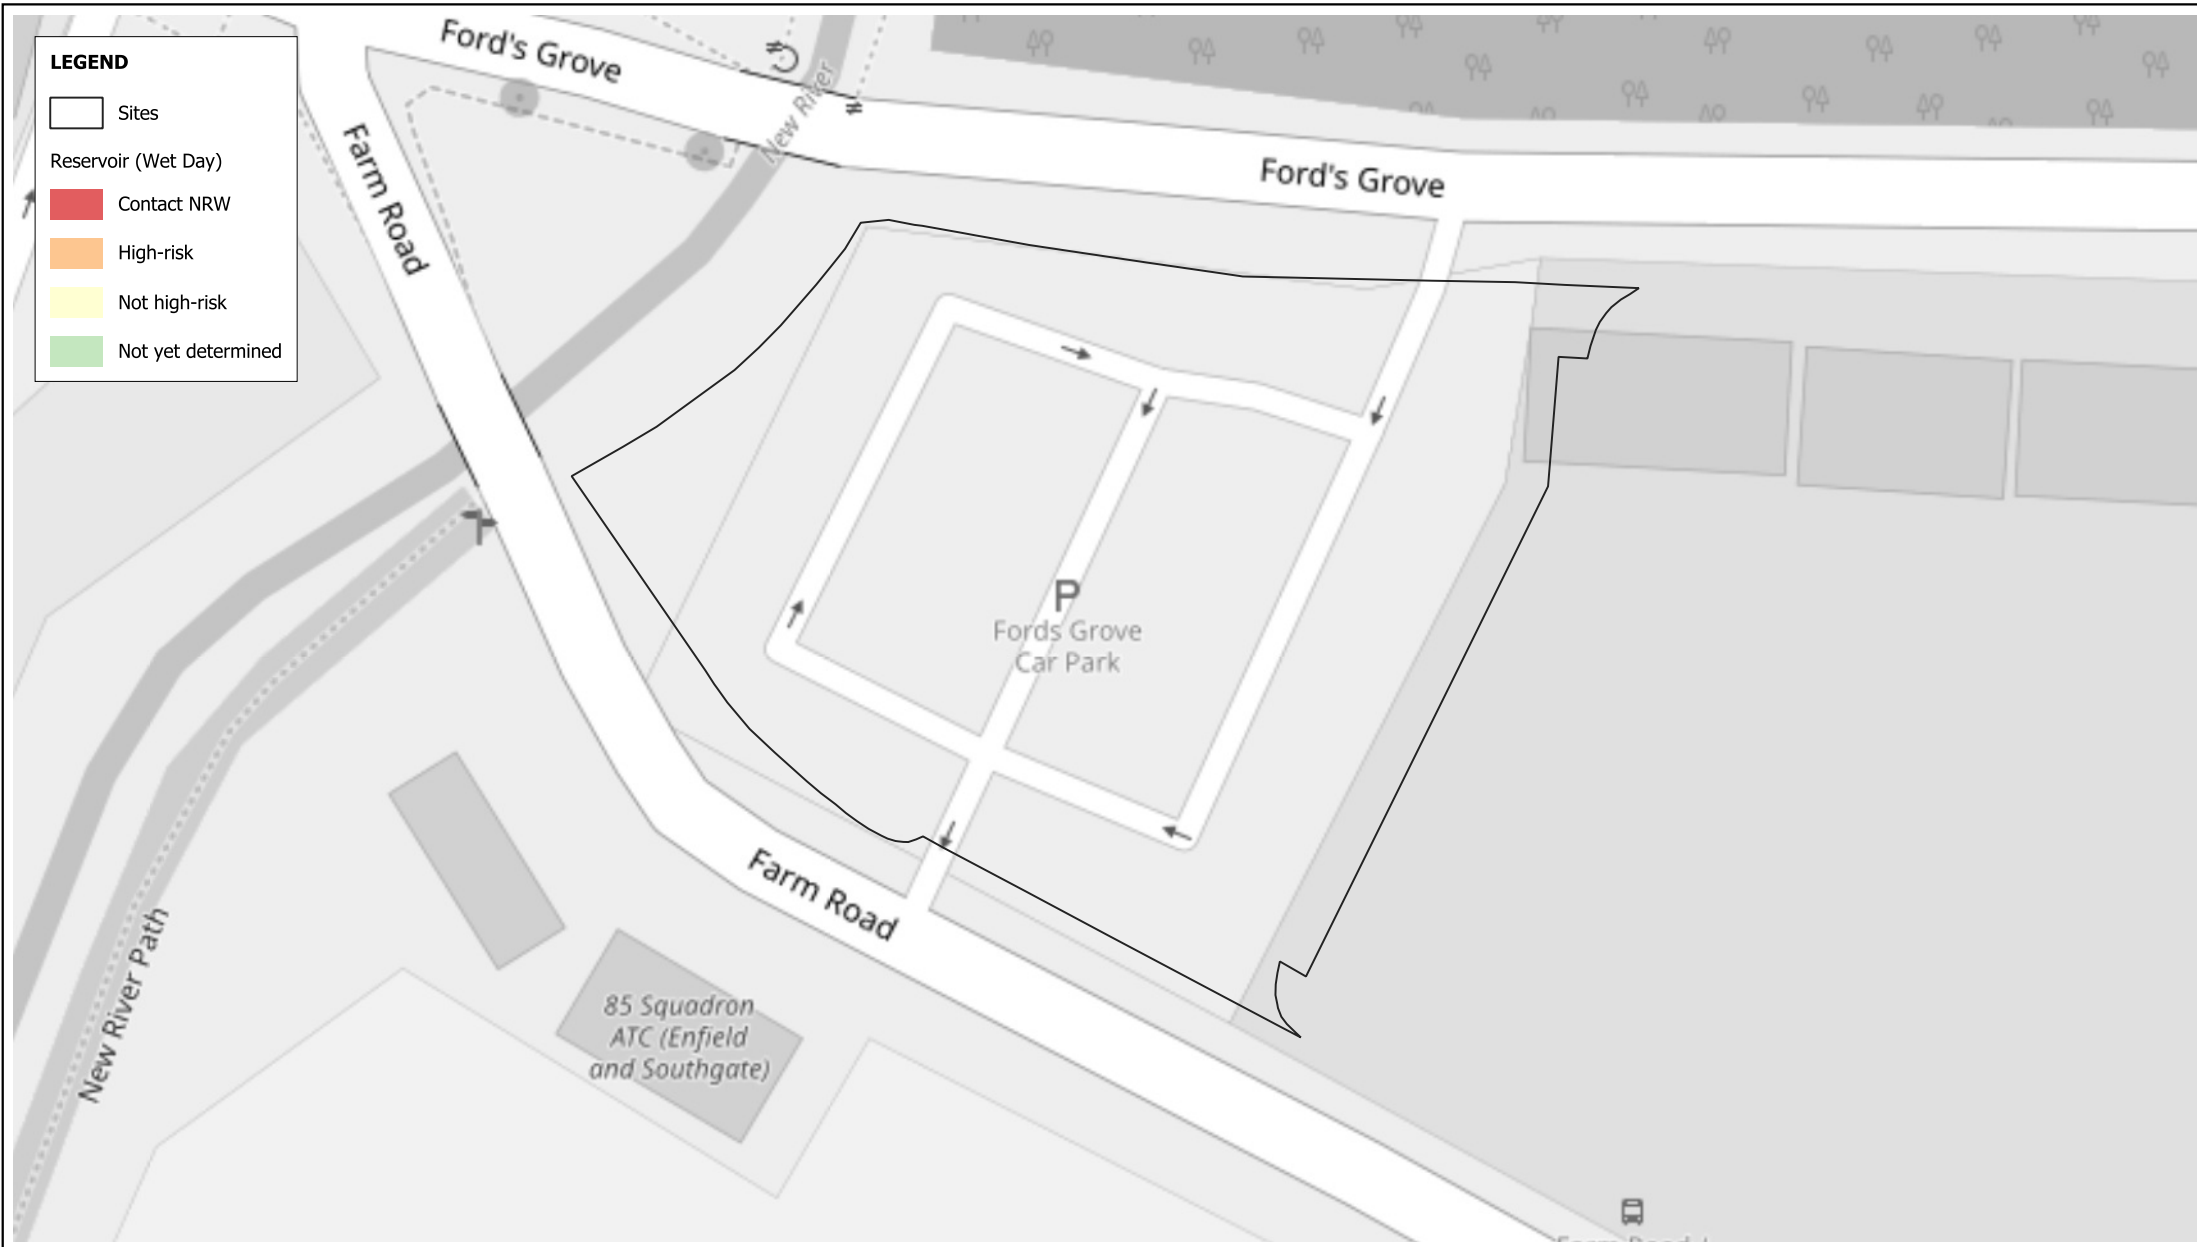 LEGEND
Sites
Reservoir (Wet Day)
Contact NRW
High-risk
Not high-risk
Not yet determined
Ford's Grove
New River
Farm Road
Ford's Grove
P
Fords Grove
Car Park
Farm Road
New River Path
85 Squadron
ATC (Enfield
and Southgate)